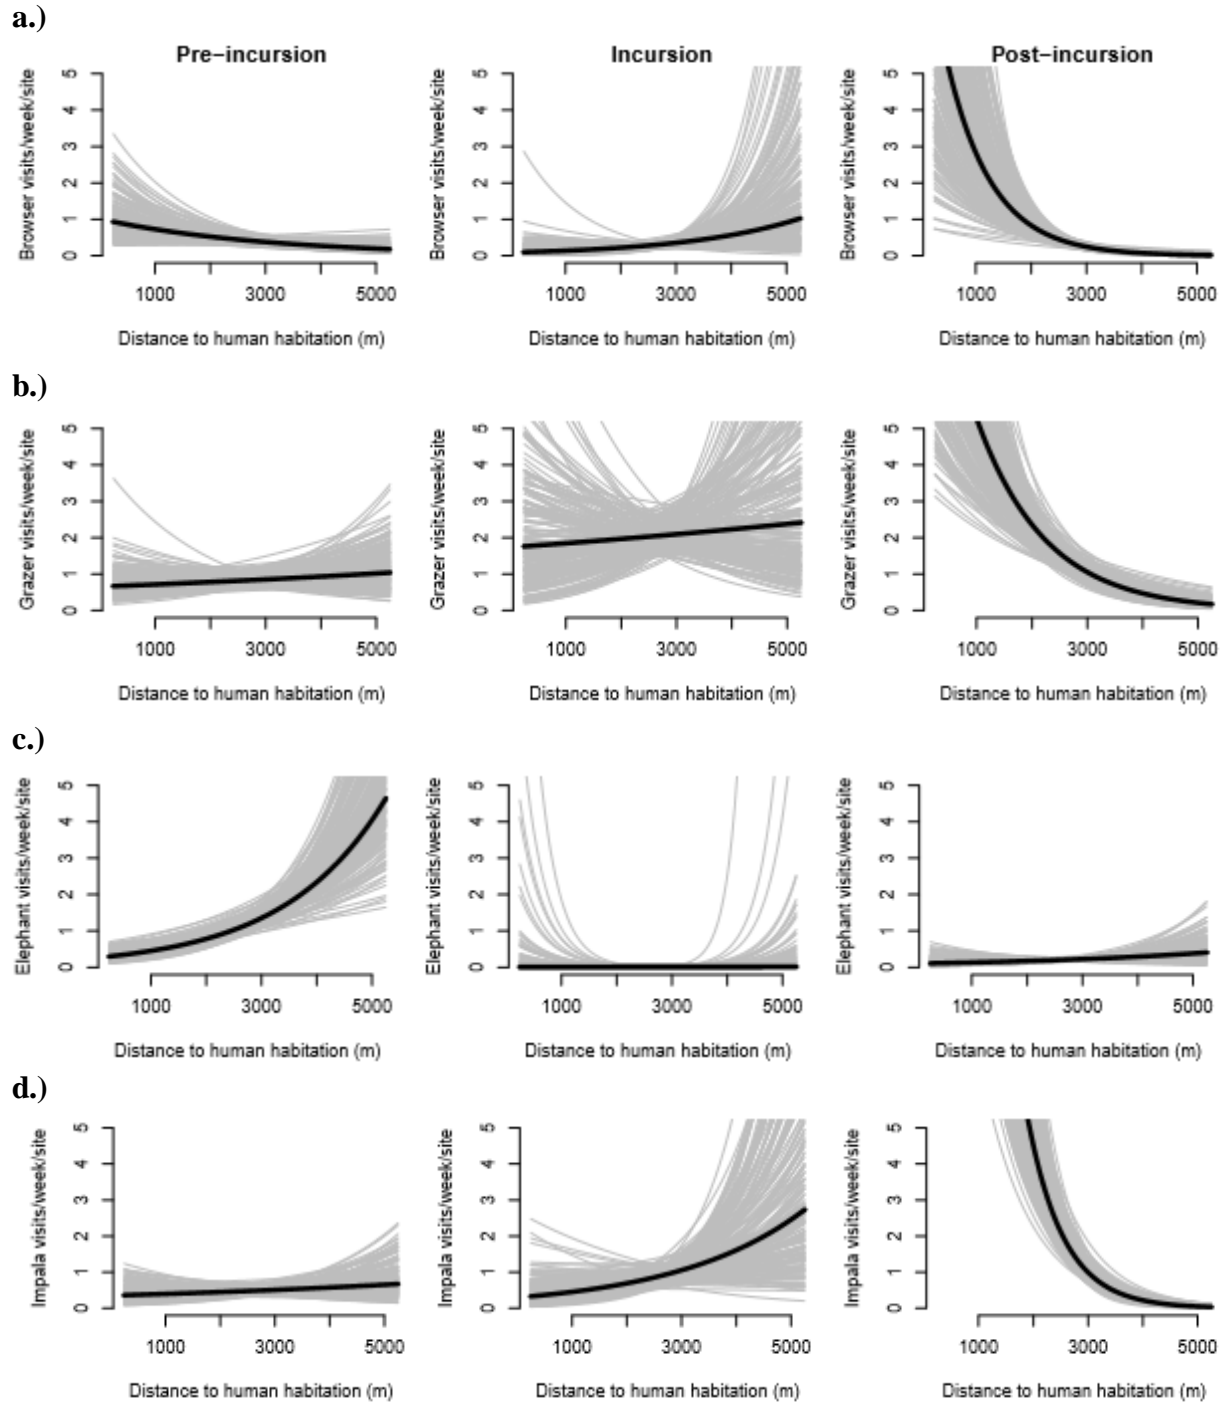 a.)
Pre–incursion Incursion Post–incursion
Browser visits/week/site
0 1 2 3 4 5
1000 3000 5000
Distance to human habitation (m)
Browser visits/week/site
0 1 2 3 4 5
1000 3000 5000
Distance to human habitation (m)
Browser visits/week/site
0 1 2 3 4 5
1000 3000 5000
Distance to human habitation (m)
b.)
Grazer visits/week/site
0 1 2 3 4 5
1000 3000 5000
Distance to human habitation (m)
Grazer visits/week/site
0 1 2 3 4 5
1000 3000 5000
Distance to human habitation (m)
Grazer visits/week/site
0 1 2 3 4 5
1000 3000 5000
Distance to human habitation (m)
c.)
Elephant visits/week/site
0 1 2 3 4 5
1000 3000 5000
Distance to human habitation (m)
Elephant visits/week/site
0 1 2 3 4 5
1000 3000 5000
Distance to human habitation (m)
Elephant visits/week/site
0 1 2 3 4 5
1000 3000 5000
Distance to human habitation (m)
d.)
Impala visits/week/site
0 1 2 3 4 5
1000 3000 5000
Distance to human habitation (m)
Impala visits/week/site
0 1 2 3 4 5
1000 3000 5000
Distance to human habitation (m)
Impala visits/week/site
0 1 2 3 4 5
1000 3000 5000
Distance to human habitation (m)